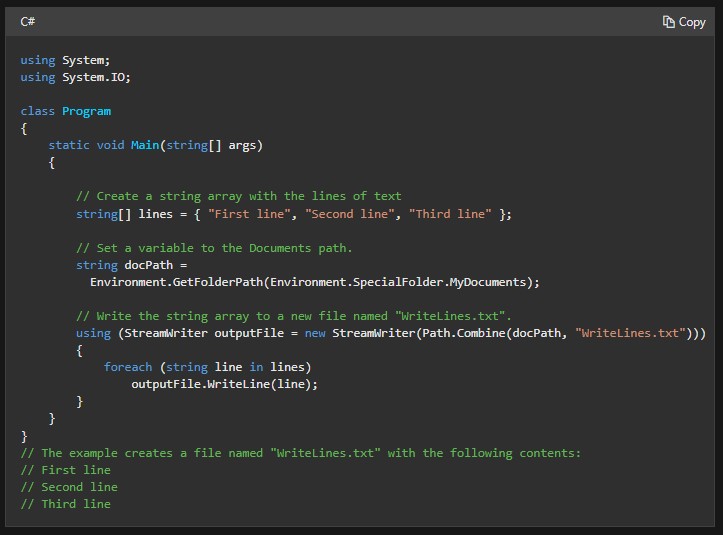 C#
Copy
using System;
using System.IO;
class Program
{
    static void Main(string[] args)
    {
        // Create a string array with the lines of text
        string[] lines = { "First line", "Second line", "Third line" };
        // Set a variable to the Documents path.
        string docPath =
          Environment.GetFolderPath(Environment.SpecialFolder.MyDocuments);
        // Write the string array to a new file named "WriteLines.txt".
        using (StreamWriter outputFile = new StreamWriter(Path.Combine(docPath, "WriteLines.txt")))
        {
            foreach (string line in lines)
                outputFile.WriteLine(line);
        }
    }
}
// The example creates a file named "WriteLines.txt" with the following contents:
// First line
// Second line
// Third line